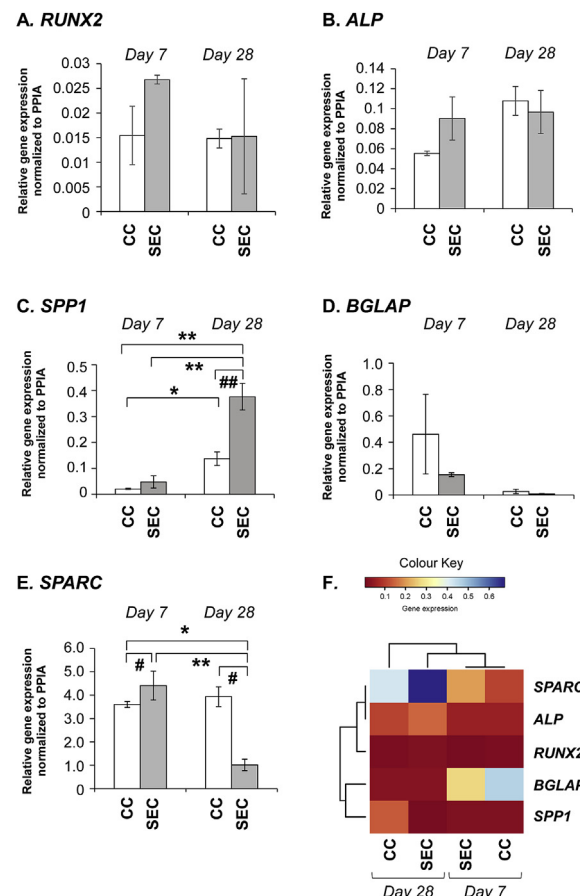 A. RUNX2
Day 7 Day 28
Relative gene expression
normalized to PPIA
0.03
0.025
0.02
0.015
0.01
0.005
0
CC SEC CC SEC
B. ALP
Day 7 Day 28
Relative gene expression
normalized to PPIA
0.14
0.12
0.1
0.08
0.06
0.04
0.02
0
CC SEC CC SEC
C. SPP1
Day 7 Day 28
**
**
##
*
Relative gene expression
normalized to PPIA
0.5
0.4
0.3
0.2
0.1
0
CC SEC CC SEC
D. BGLAP
Day 7 Day 28
Relative gene expression
normalized to PPIA
1.0
0.8
0.6
0.4
0.2
0
CC SEC CC SEC
E. SPARC
Day 7 Day 28
*
**
# #
Relative gene expression
normalized to PPIA
6.0
5.0
4.0
3.0
2.0
1.0
0.0
CC SEC CC SEC
F.
Colour Key
0.1 0.2 0.3 0.4 0.5 0.6
Gene expression
SPARC
ALP
RUNX2
BGLAP
SPP1
CC SEC SEC CC
Day 28 Day 7